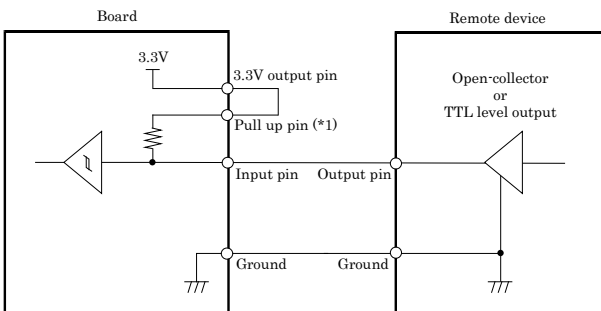 Board
Remote device
3.3V
3.3V output pin
Pull up pin (*1)
Open-collector
or
TTL level output
Input pin
Output pin
Ground
Ground